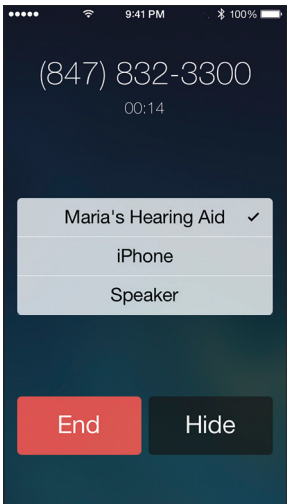 9:41 PM 100%
(847) 832-3300
00:14
Maria's Hearing Aid
iPhone
Speaker
End Hide